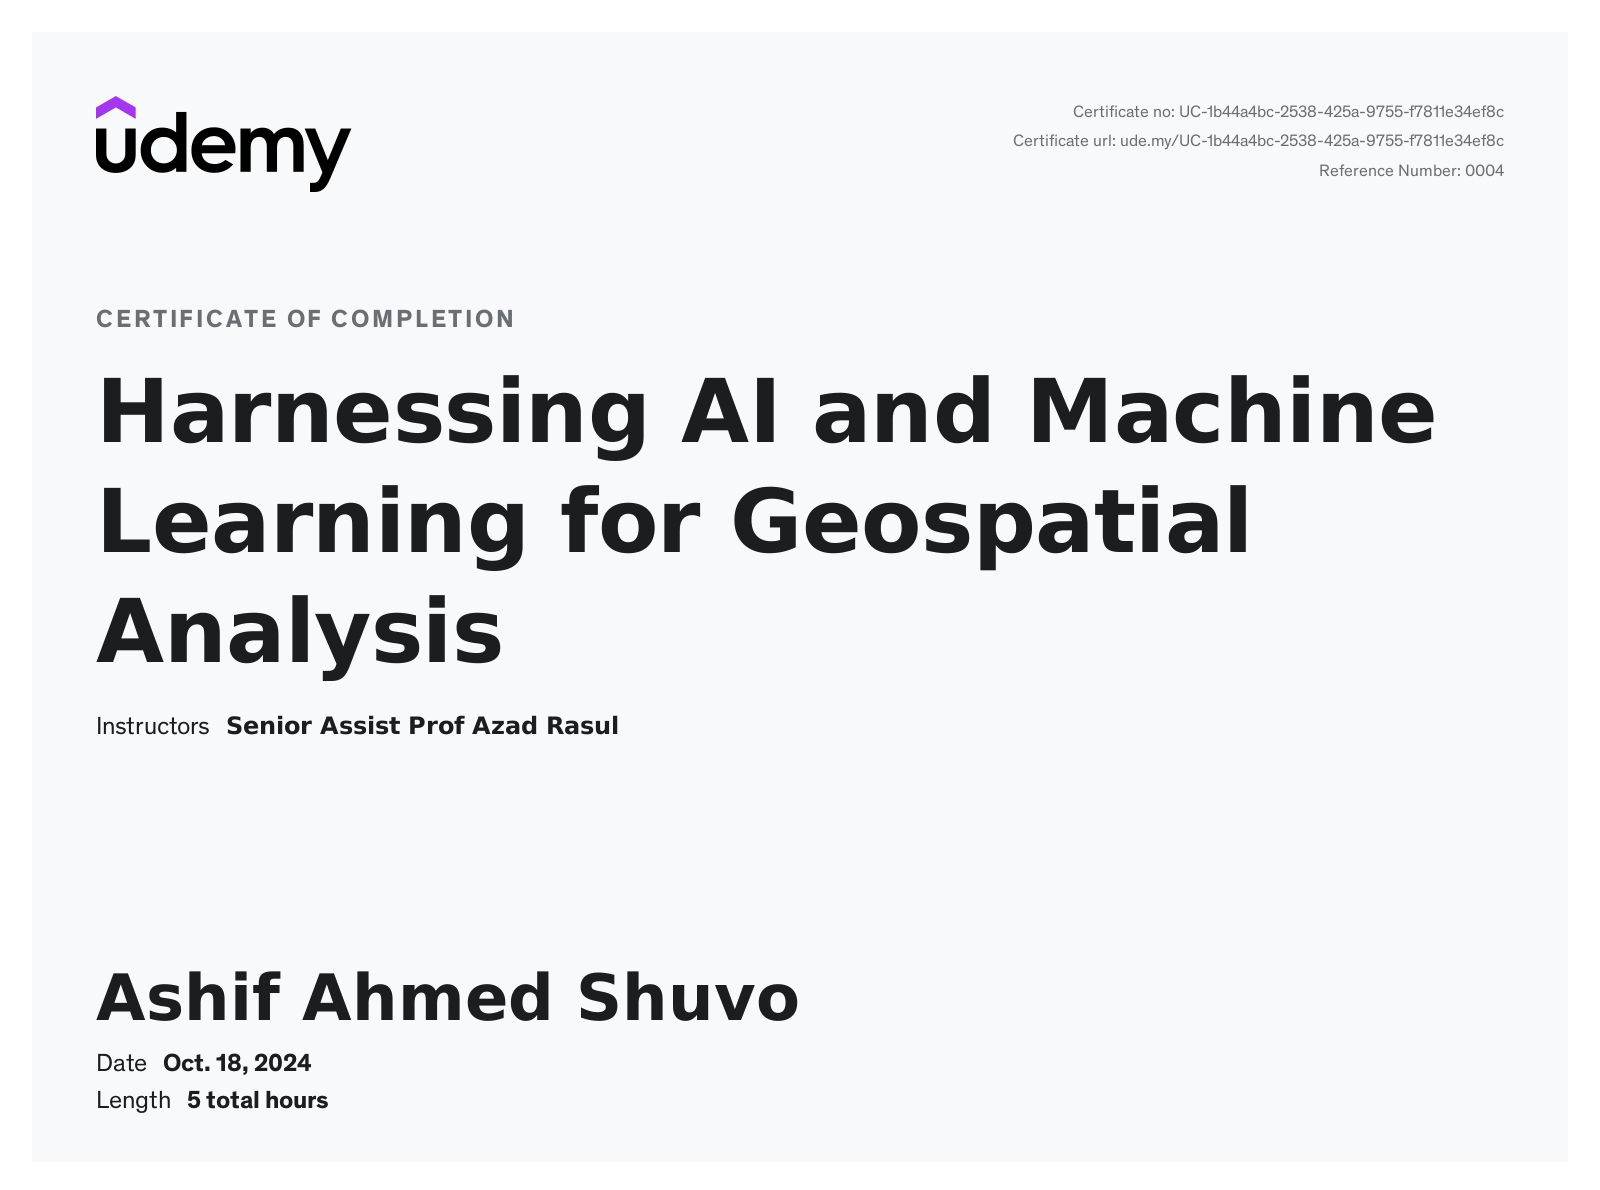 udemy
Certificate no: UC-1b44a4bc-2538-425a-9755-f7811e34ef8c
Certificate url: ude.my/UC-1b44a4bc-2538-425a-9755-f7811e34ef8c
Reference Number: 0004
CERTIFICATE OF COMPLETION
Harnessing AI and Machine
Learning for Geospatial
Analysis
Instructors Senior Assist Prof Azad Rasul
Ashif Ahmed Shuvo
Date Oct. 18, 2024
Length 5 total hours